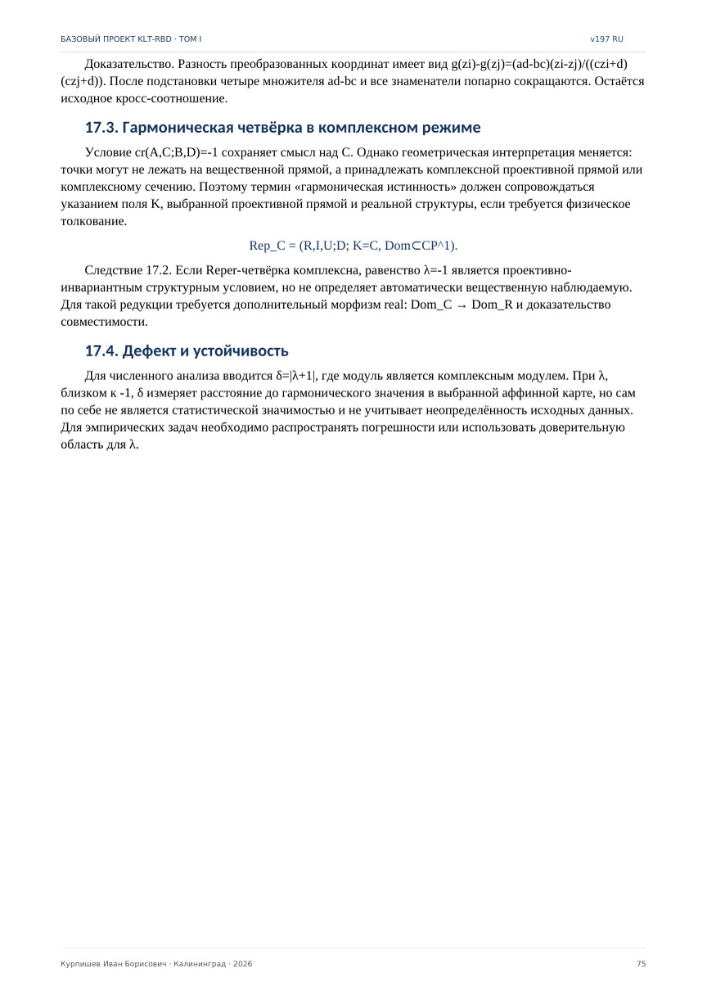 БАЗОВЫЙ ПРОЕКТ KLT-RBD · ТОМ I
v197 RU
Доказательство. Разность преобразованных координат имеет вид g(zi)-g(zj)=(ad-bc)(zi-zj)/((czi+d)
(czj+d)). После подстановки четыре множителя ad-bc и все знаменатели попарно сокращаются. Остаётся
исходное кросс-соотношение.
17.3. Гармоническая четвёрка в комплексном режиме
Условие cr(A,C;B,D)=-1 сохраняет смысл над C. Однако геометрическая интерпретация меняется:
точки могут не лежать на вещественной прямой, а принадлежать комплексной проективной прямой или
комплексному сечению. Поэтому термин «гармоническая истинность» должен сопровождаться
указанием поля K, выбранной проективной прямой и реальной структуры, если требуется физическое
толкование.
Rep_C = (R,I,U;D; K=C, Dom⊂CP^1).
Следствие 17.2. Если Reper-четвёрка комплексна, равенство λ=-1 является проективно-
инвариантным структурным условием, но не определяет автоматически вещественную наблюдаемую.
Для такой редукции требуется дополнительный морфизм real: Dom_C → Dom_R и доказательство
совместимости.
17.4. Дефект и устойчивость
Для численного анализа вводится δ=|λ+1|, где модуль является комплексным модулем. При λ,
близком к -1, δ измеряет расстояние до гармонического значения в выбранной аффинной карте, но сам
по себе не является статистической значимостью и не учитывает неопределённость исходных данных.
Для эмпирических задач необходимо распространять погрешности или использовать доверительную
область для λ.
Курпишев Иван Борисович · Калининград · 2026
75